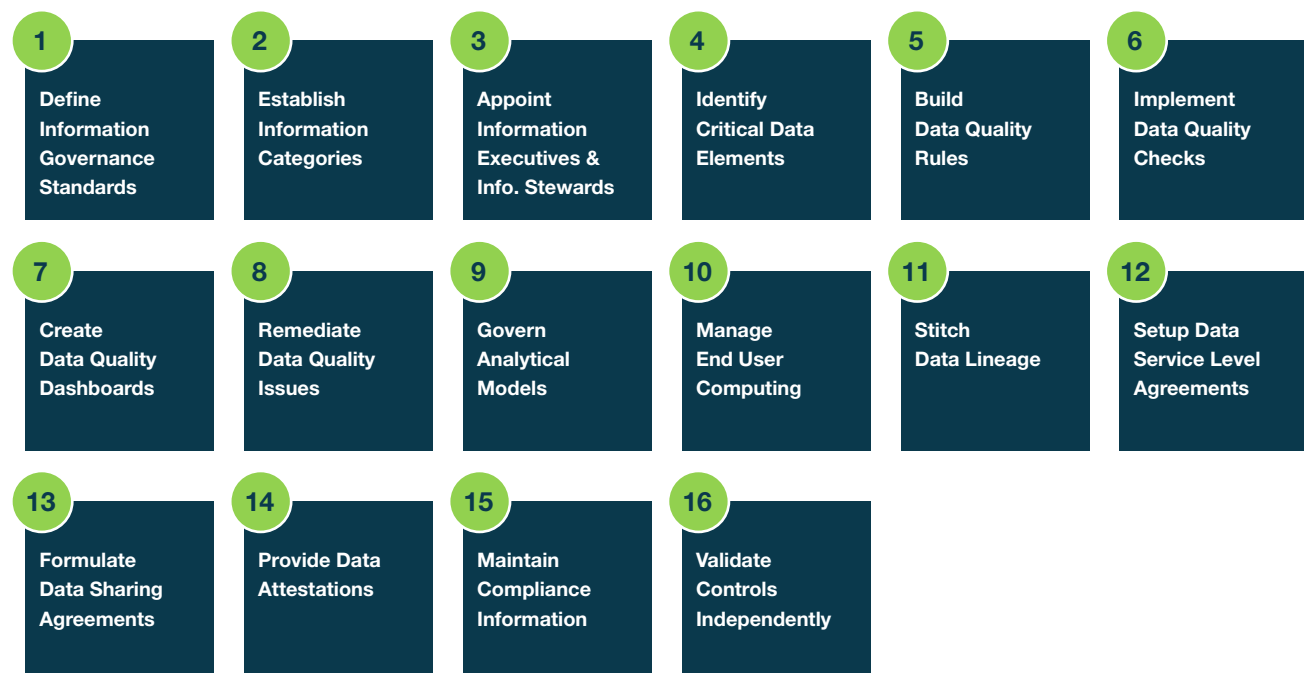 1
Define
Information
Governance
Standards
2
Establish
Information
Categories
3
Appoint
Information
Executives &
Info. Stewards
4
Identify
Critical Data
Elements
5
Build
Data Quality
Rules
6
Implement
Data Quality
Checks
7
Create
Data Quality
Dashboards
8
Remediate
Data Quality
Issues
9
Govern
Analytical
Models
10
Manage
End User
Computing
11
Stitch
Data Lineage
12
Setup Data
Service Level
Agreements
13
Formulate
Data Sharing
Agreements
14
Provide Data
Attestations
15
Maintain
Compliance
Information
16
Validate
Controls
Independently